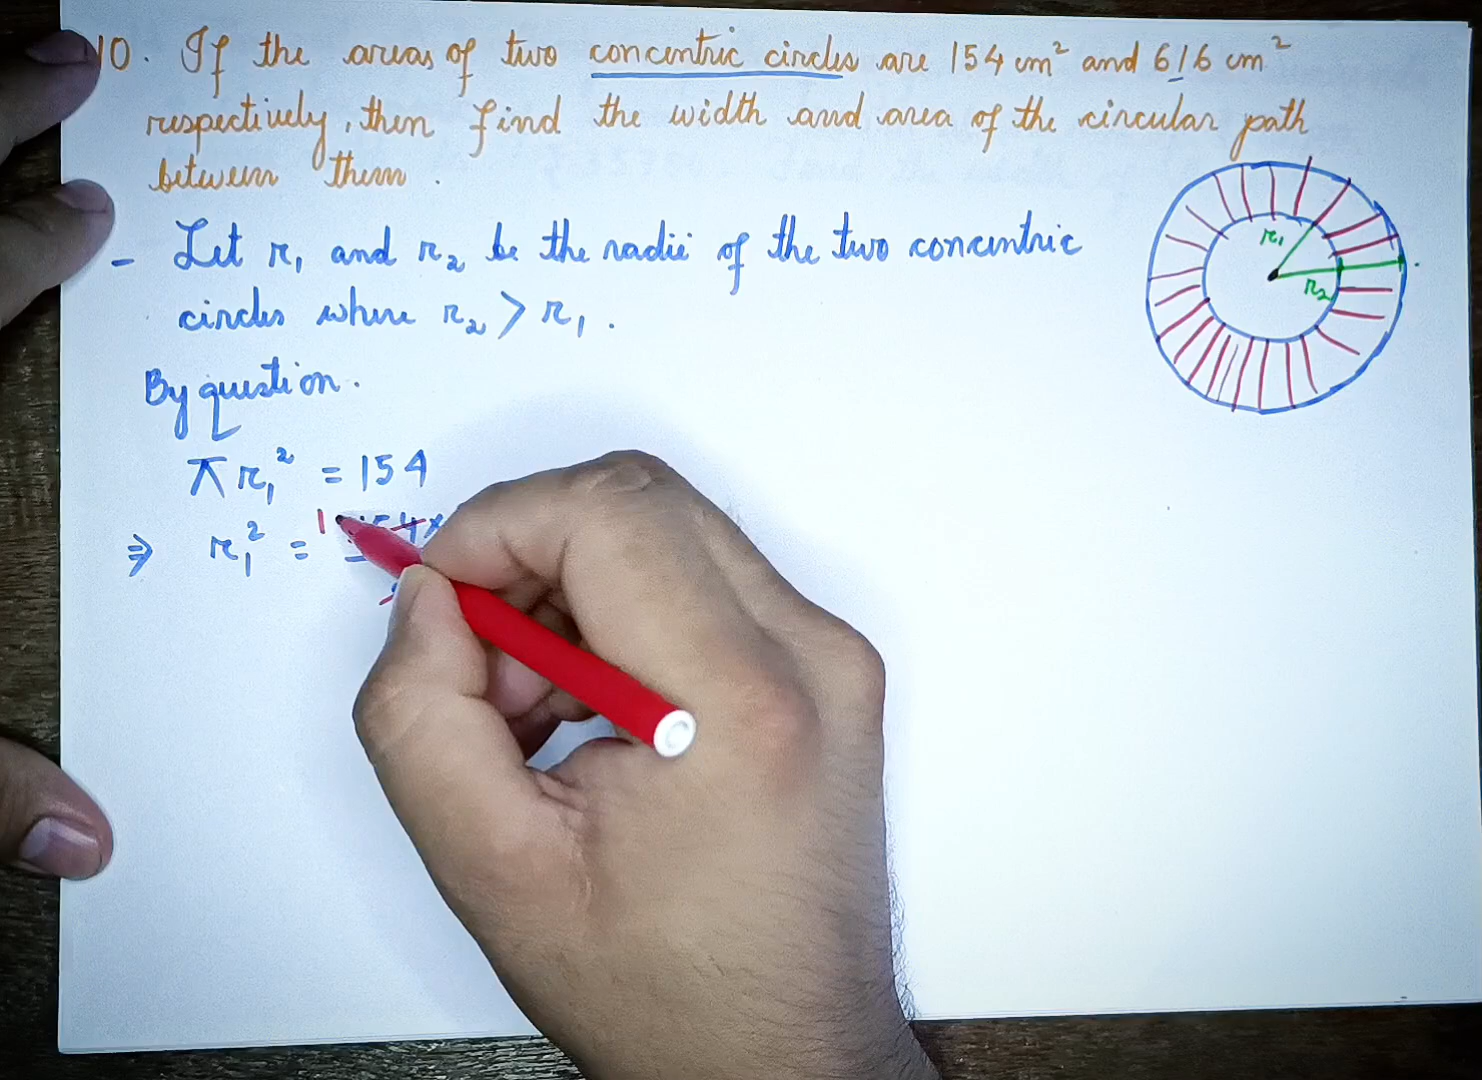 10. If the areas of two concentric circles are 154 cm² and 616 cm²
respectively, then find the width and area of the circular path
between them.
- Let r₁ and r₂ be the radii of the two concentric
circles where r₂ > r₁.
By question.
πr₁² = 154
⇒ r₁² = 154 ×
r₁
r₂